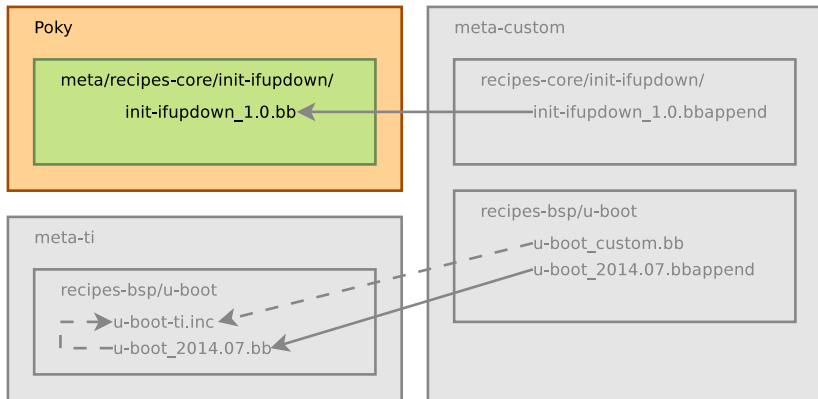 Poky
meta/recipes-core/init-ifupdown/
init-ifupdown_1.0.bb
meta-custom
recipes-core/init-ifupdown/
init-ifupdown_1.0.bbappend
recipes-bsp/u-boot
u-boot_custom.bb
u-boot_2014.07.bbappend
meta-ti
recipes-bsp/u-boot
u-boot-ti.inc
u-boot_2014.07.bb